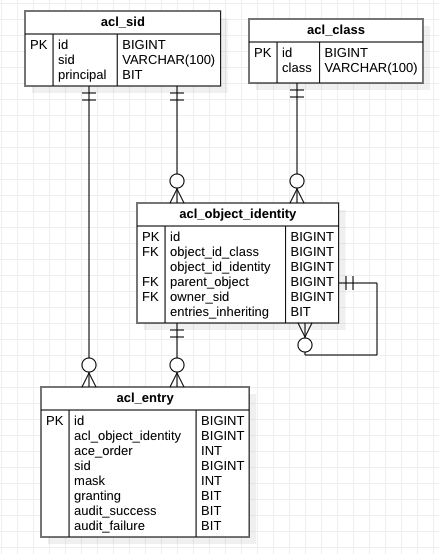 acl_sid
PK id BIGINT
sid VARCHAR(100)
principal BIT
acl_class
PK id BIGINT
class VARCHAR(100)
acl_object_identity
PK id BIGINT
FK object_id_class BIGINT
object_id_identity BIGINT
FK parent_object BIGINT
FK owner_sid BIGINT
entries_inheriting BIT
acl_entry
PK id BIGINT
acl_object_identity BIGINT
ace_order INT
sid BIGINT
mask INT
granting BIT
audit_success BIT
audit_failure BIT